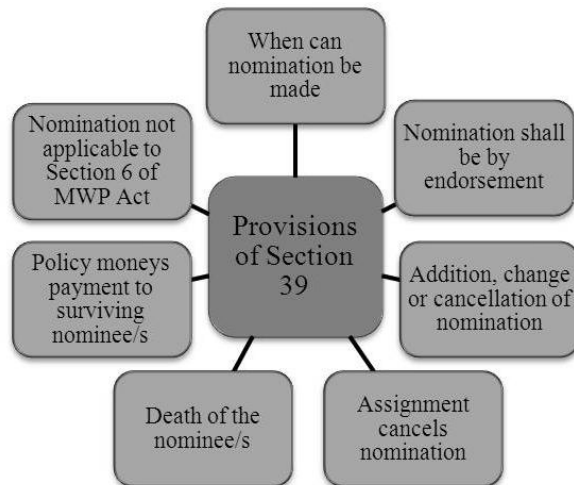 When can
nomination be
made
Nomination shall
be by
endorsement
Addition, change
or cancellation of
nomination
Assignment
cancels
nomination
Death of the
nominee/s
Policy moneys
payment to
surviving
nominee/s
Nomination not
applicable to
Section 6 of
MWP Act
Provisions
of Section
39